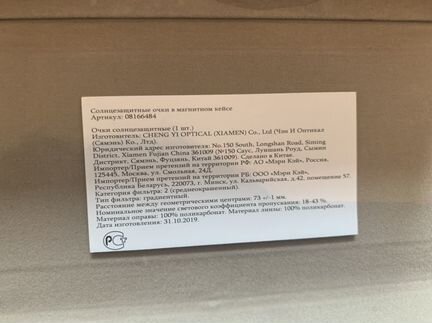 Солнцезащитные очки в магнитном кейсе
Артикул: 08166484
Очки солнцезащитные (1 шт.)
Изготовитель: CHENG YI OPTICAL (XIAMEN) Co., Ltd (Чэн И Оптикал
(Сямэнь) Ко., Лтд).
Юридический адрес изготовителя: No.150 South, Longshan Road, Siming
District, Xiamen Fujian China 361009 (№150 Саус, Луншань Роуд, Сымин
Дистрикт, Сямэнь, Фуцзянь, Китай 361009). Сделано в Китае.
Импортер/Прием претензий на территории РФ: АО «Мэри Кэй», Россия,
125445, Москва, ул. Смольная, 24Д.
Импортер/Прием претензий на территории РБ: ООО «Мэри Кэй»,
Республика Беларусь, 220073, г. Минск, ул. Кальварийская, д.42, помещение 57.
Категория фильтра: 2 (среднеокрашенный).
Тип фильтра: градиентный.
Расстояние между геометрическими центрами: 73 +/-1 мм.
Номинальное значение светового коэффициента пропускания: 18-43 %.
Материал оправы: 100% поликарбонат. Материал линзы: 100% поликарбонат.
Дата изготовления: 31.10.2019.
РСТ